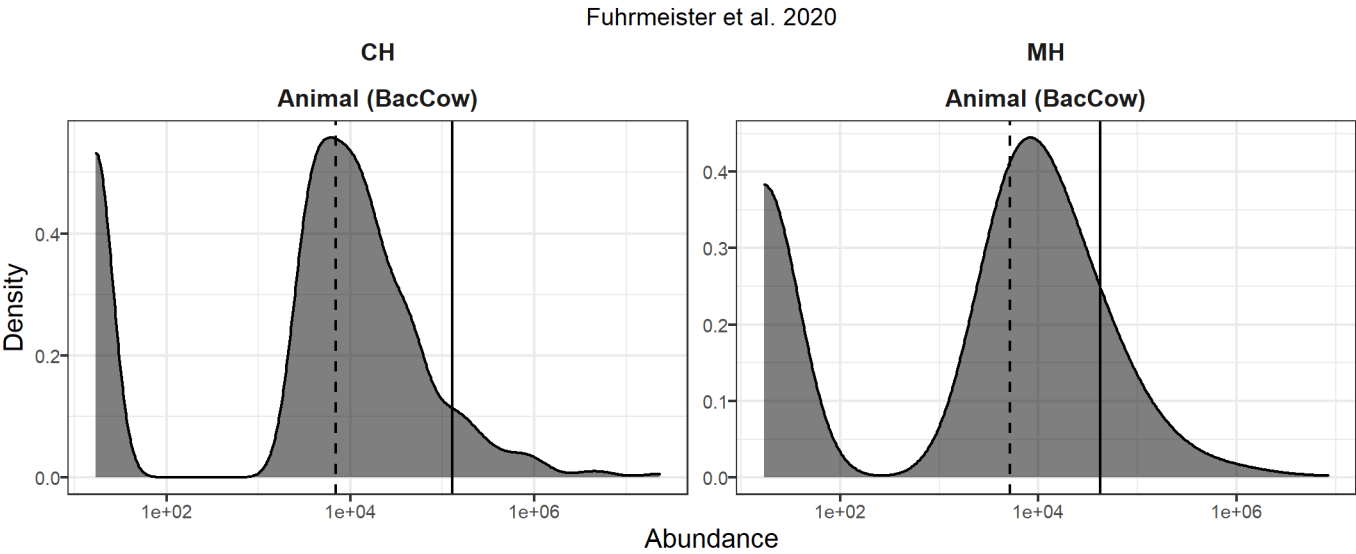 Fuhrmeister et al. 2020
CH
Animal (BacCow)
MH
Animal (BacCow)
Density
0.4
0.2
0.0
1e+02
1e+04
1e+06
0.4
0.3
0.2
0.1
0.0
1e+02
1e+04
1e+06
Abundance